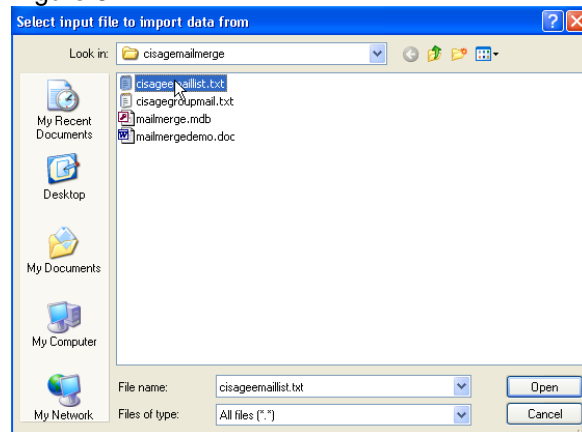 Select input file to import data from
Look in: cisagemailmerge
cisageemaillist.txt
cisagegroupmail.txt
mailmerge.mdb
mailmergedemo.doc
My Recent
Documents
Desktop
My Documents
My Computer
My Network
File name: cisageemaillist.txt Open
Files of type: All files (*.*) Cancel